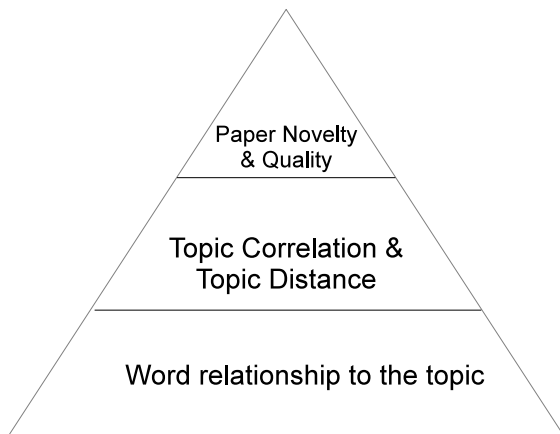 Paper Novelty
& Quality
Topic Correlation &
Topic Distance
Word relationship to the topic